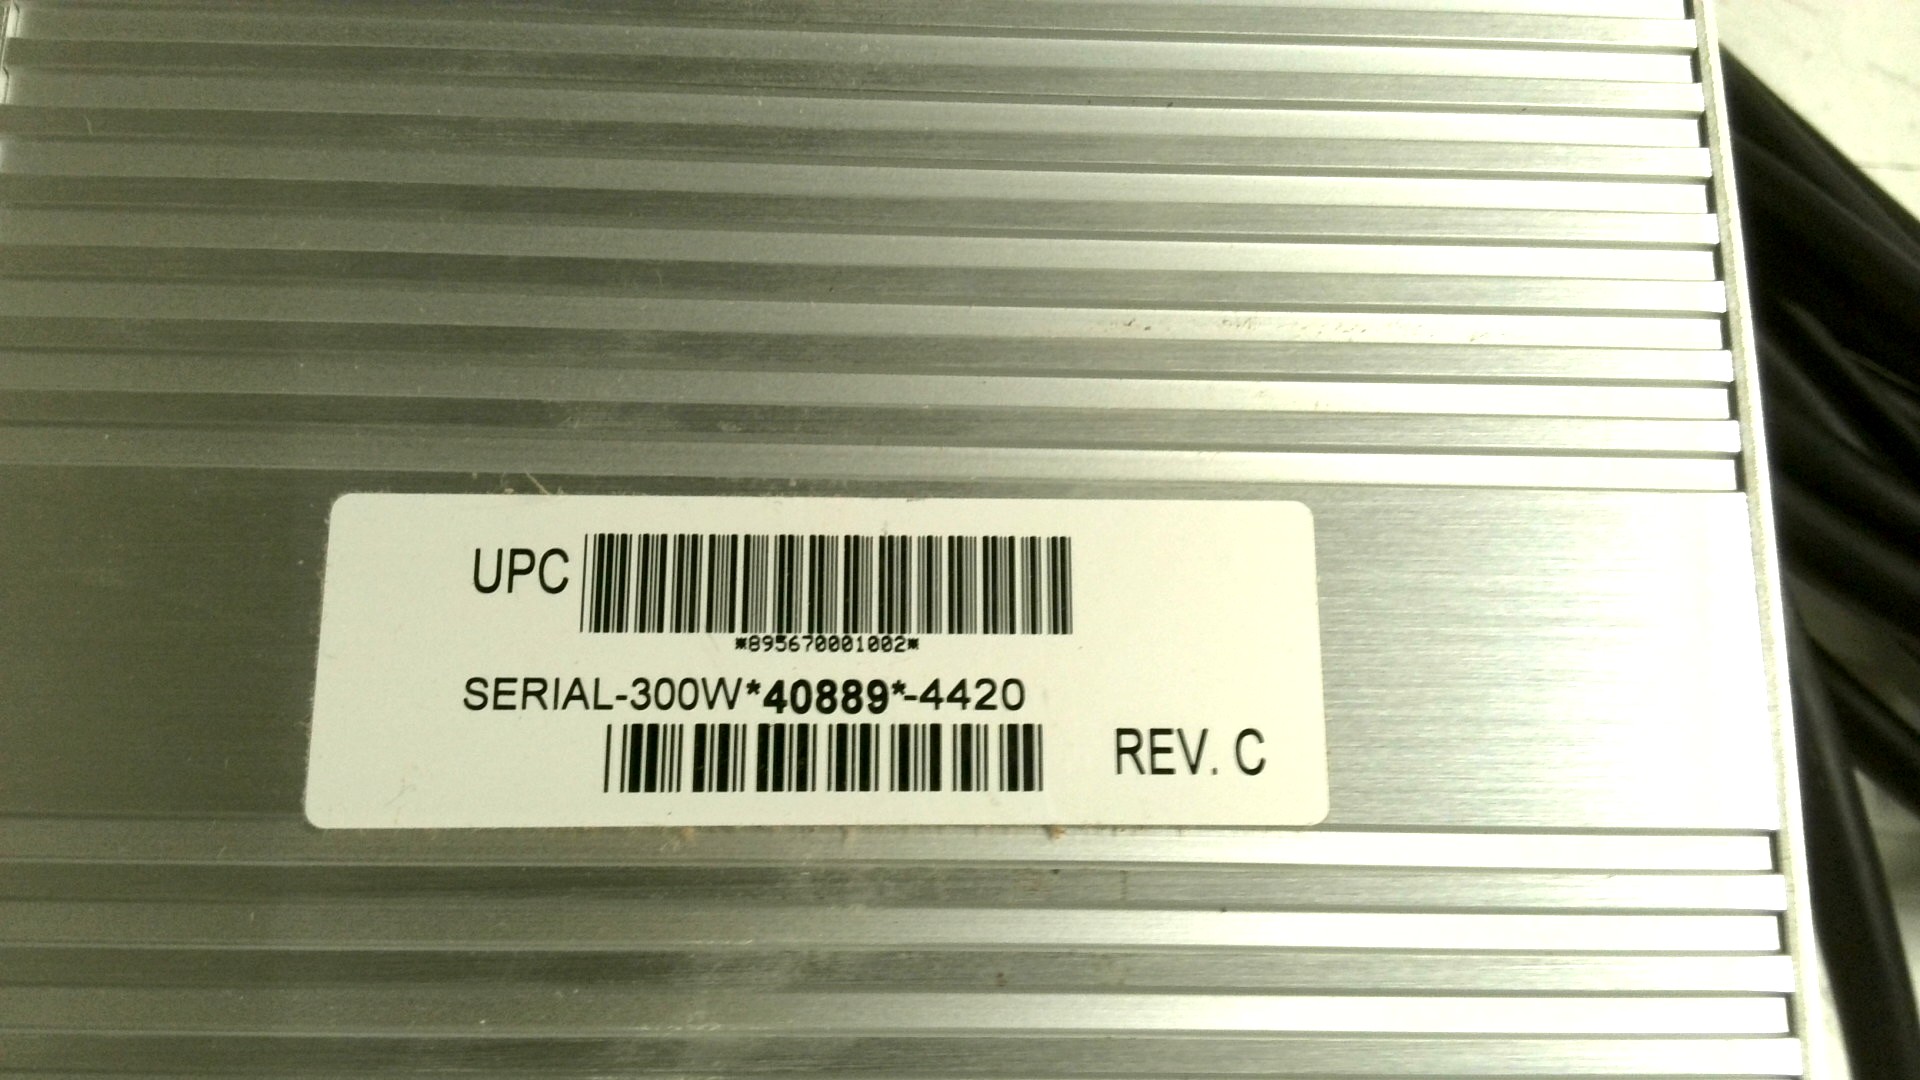 UPC
*895670001002*
SERIAL-300W*40889*-4420
REV. C